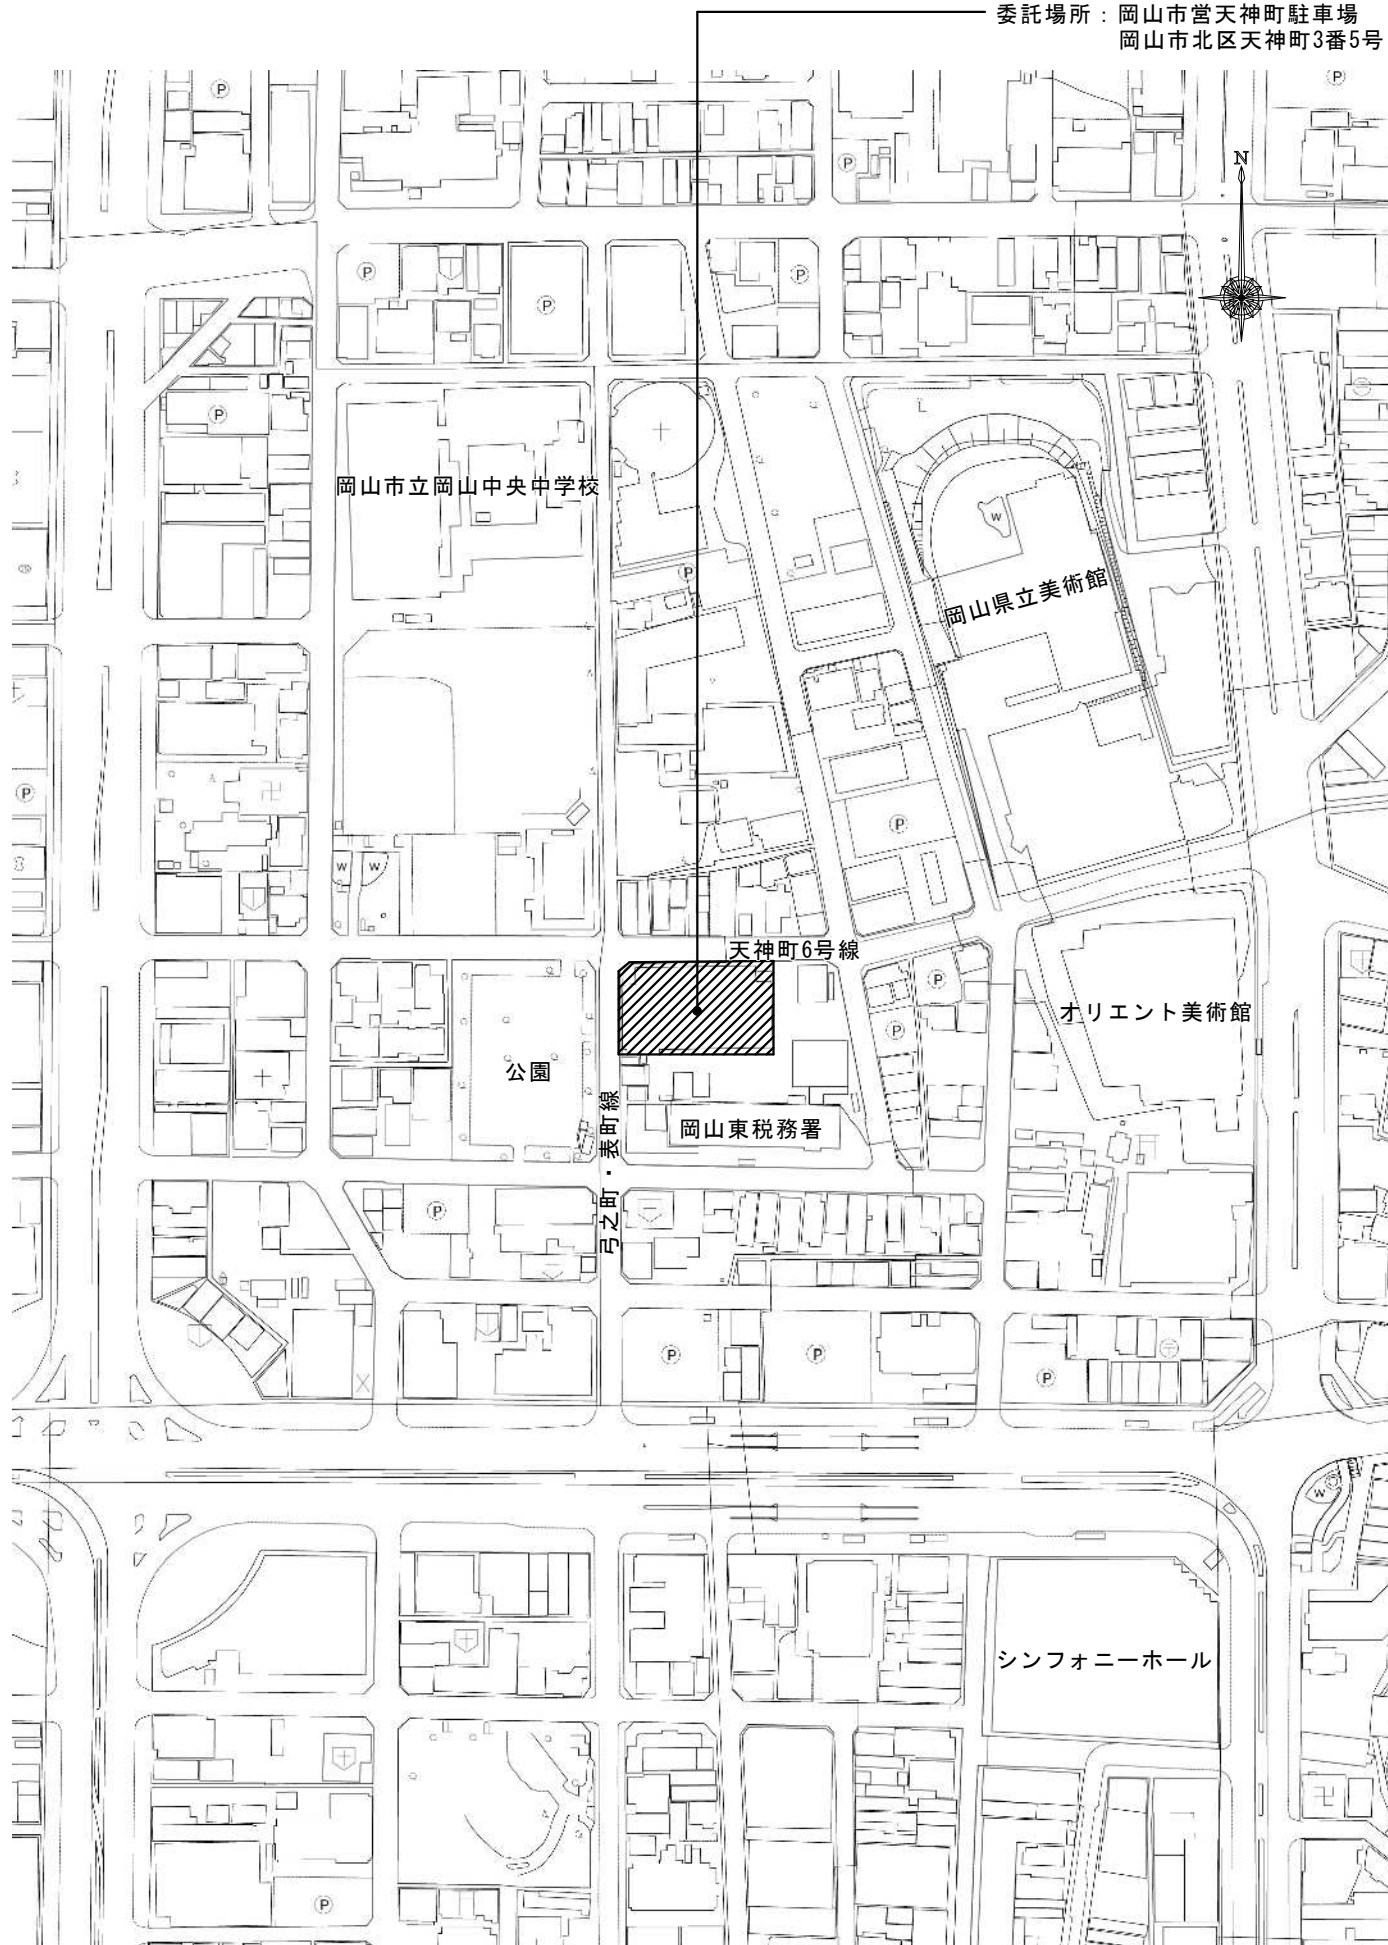 委託場所：岡山市営天神町駐車場
岡山市北区天神町3番5号
P
P
P
N
P
P
P
P
岡山市立岡山中央中学校
W
P
岡山県立美術館
P
P
W
W
天神町6号線
P
オリエント美術館
P
公園
弓之町・表町線
岡山東税務署
P
P
P
P
W
シンフォニーホール
P